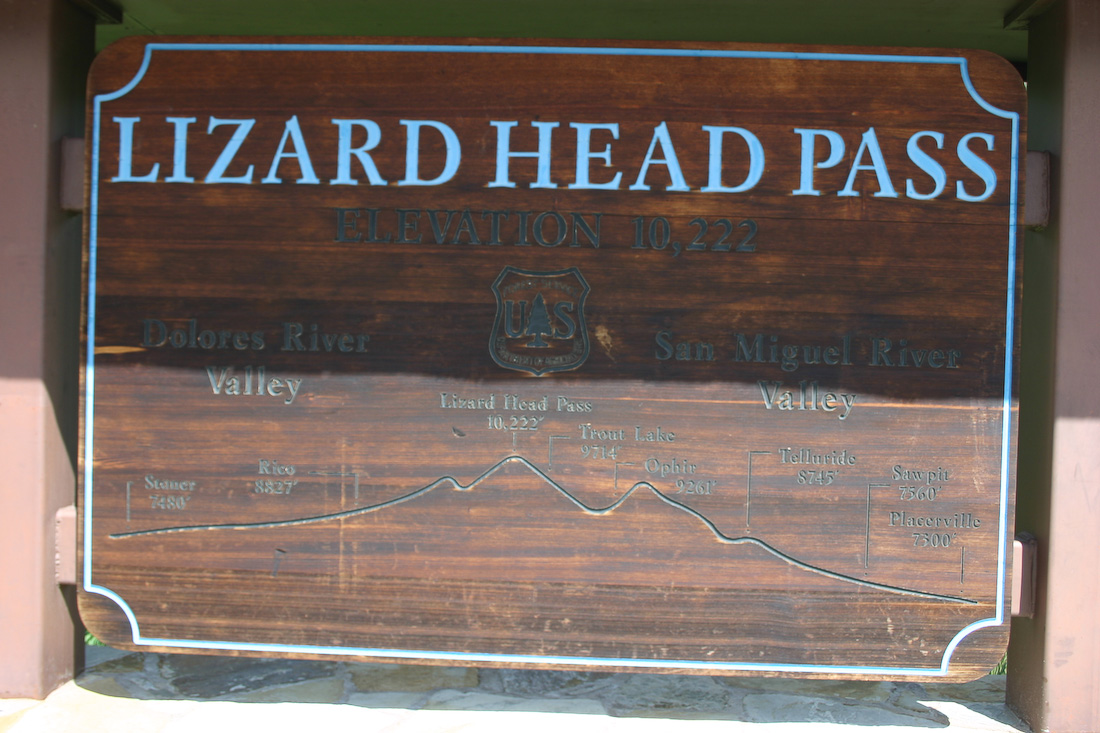 LIZARD HEAD PASS
ELEVATION 10,222
UAS
Dolores River
Valley
San Miguel River
Valley
Lizard Head Pass
10,222'
Trout Lake
9714'
Ophir
9261'
Telluride
8745'
Sawpit
7560'
Placerville
7300'
Rico
8827'
Stoner
7480'